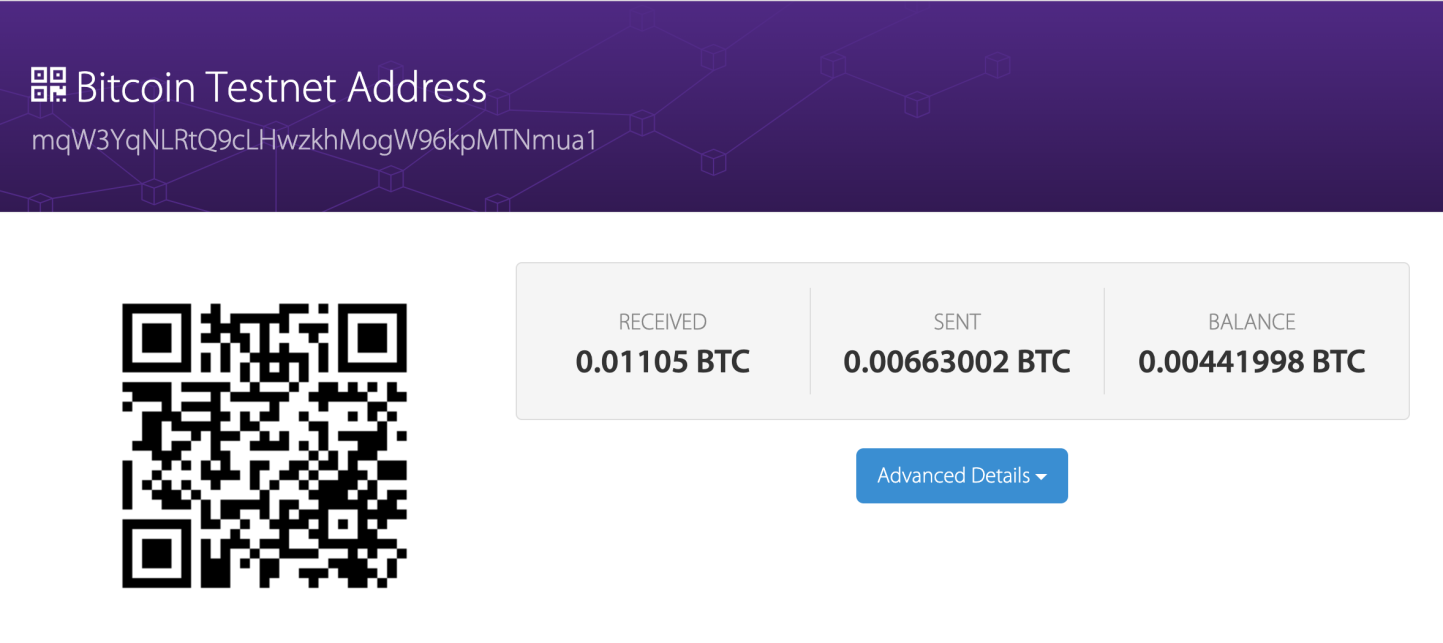 Bitcoin Testnet Address
mqW3YqNLRtQ9cLHwzkhMogW96kpMTNmua1
RECEIVED
0.01105 BTC
SENT
0.00663002 BTC
BALANCE
0.00441998 BTC
Advanced Details